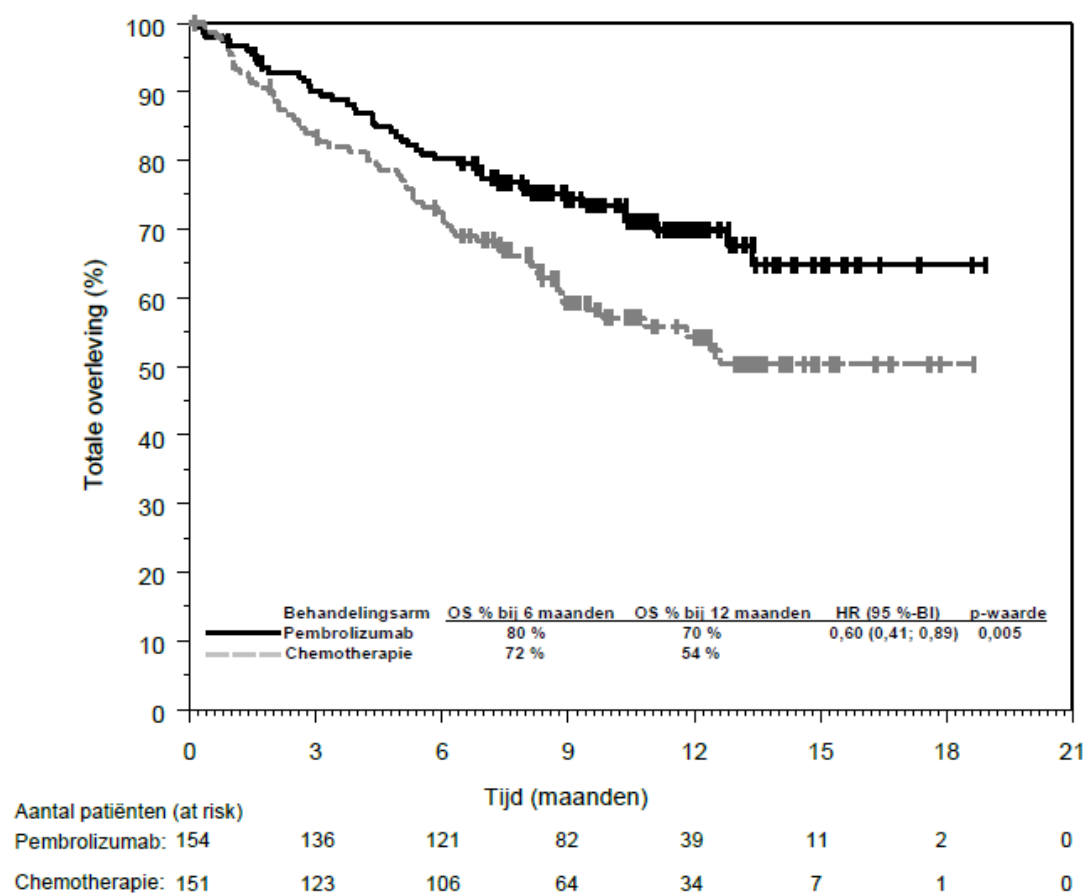 100
90
80
70
60
50
40
30
20
10
0
Totale overleving (%)
Behandelingsarm OS % bij 6 maanden OS % bij 12 maanden HR (95 %-BI) p-waarde
Pembrolizumab 80 % 70 % 0,60 (0,41; 0,89) 0,005
Chemotherapie 72 % 54 %
0 3 6 9 12 15 18 21
Tijd (maanden)
Aantal patiënten (at risk)
Pembrolizumab: 154 136 121 82 39 11 2 0
Chemotherapie: 151 123 106 64 34 7 1 0